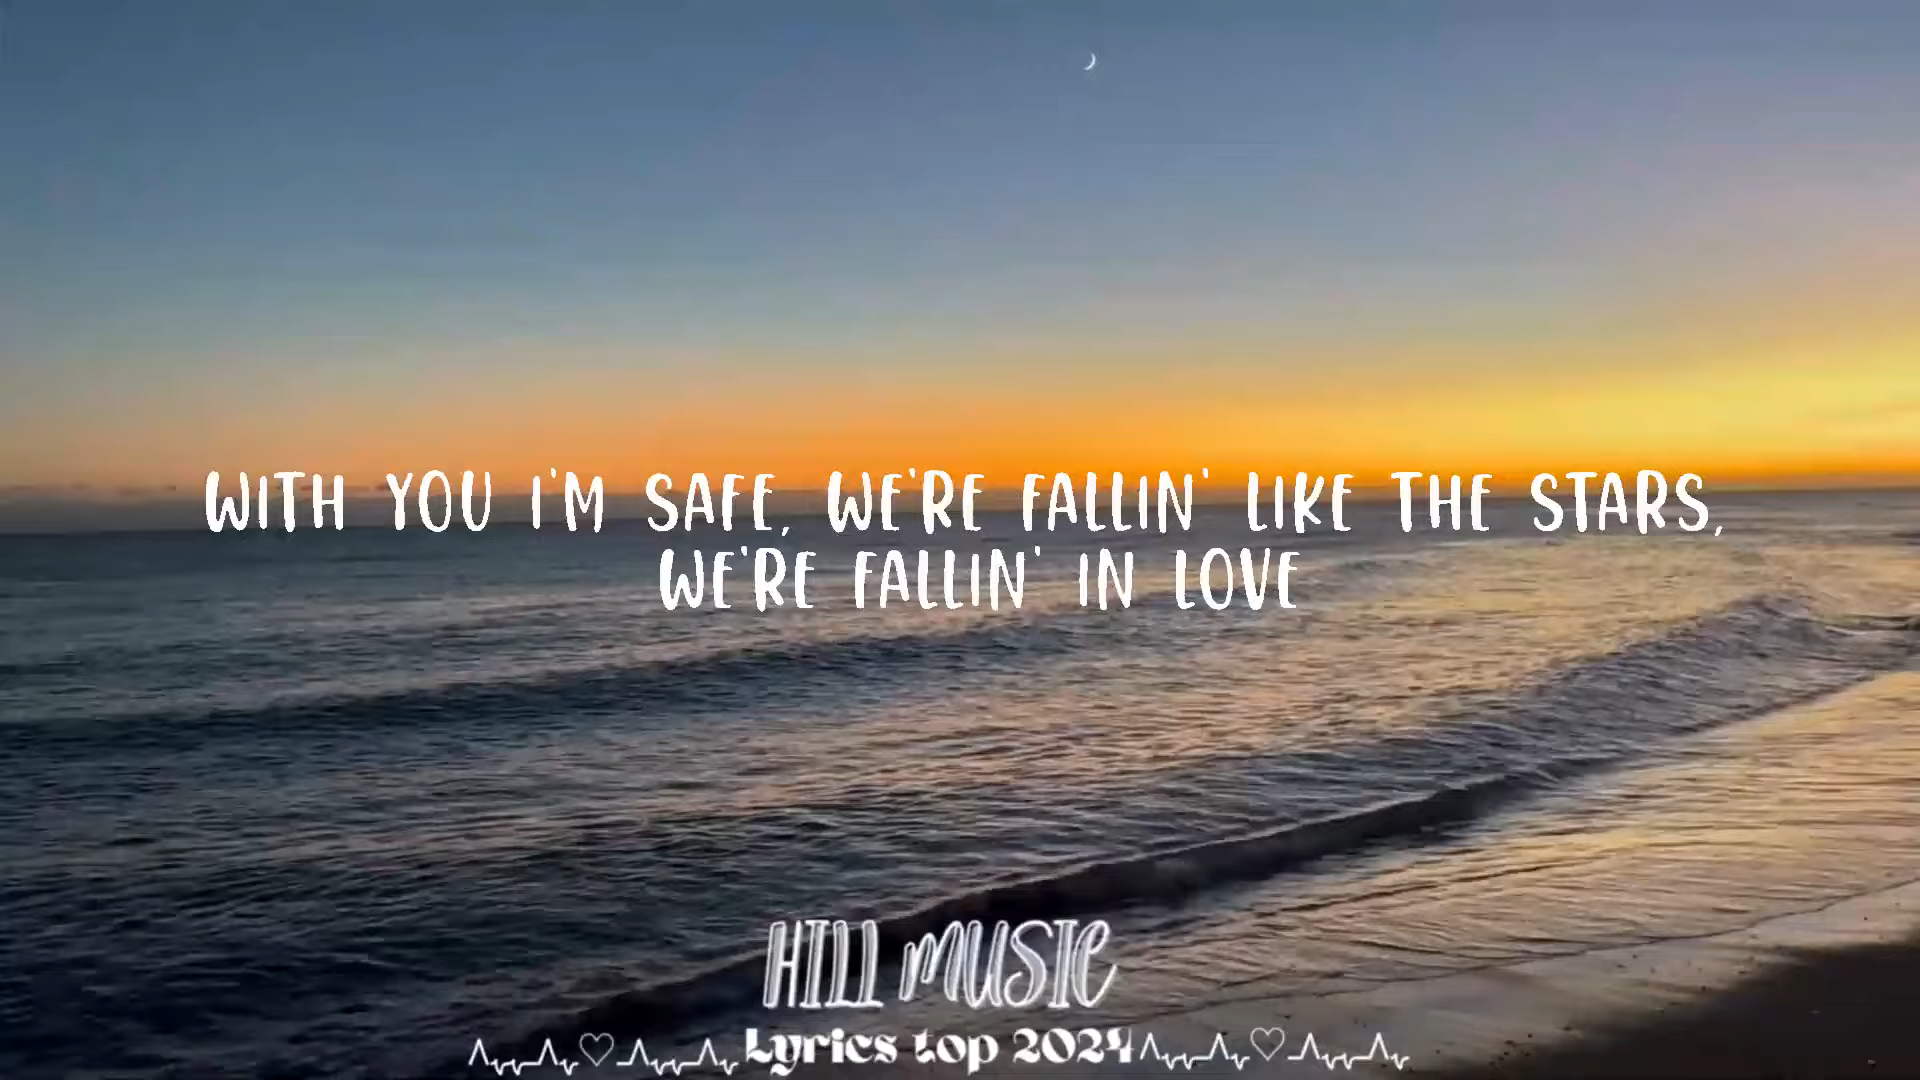 WITH YOU I'M SAFE, WE'RE FALLIN' LIKE THE STARS,
WE'RE FALLIN' IN LOVE
HILL MUSIC
Lyrics top 2024